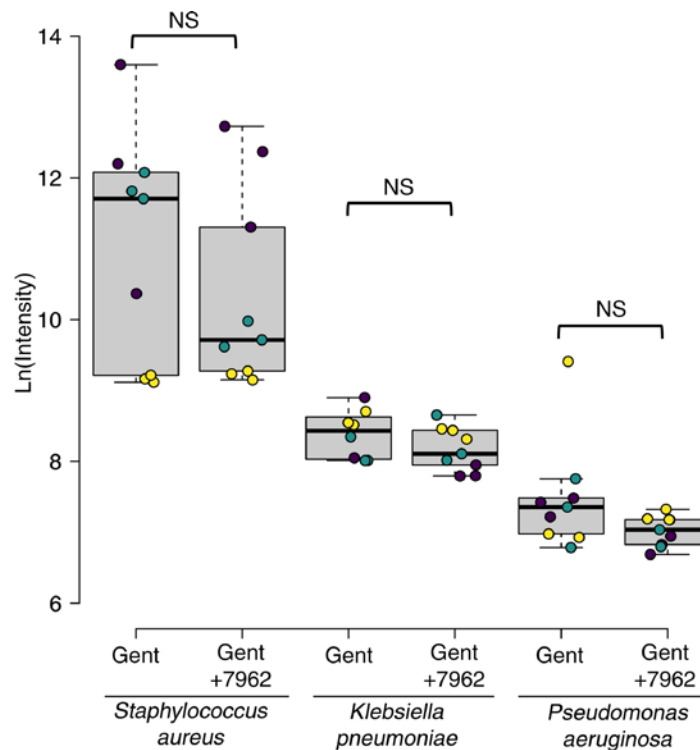 14
NS
12
NS
Ln(Intensity)
10
NS
8
6
Gent Gent Gent Gent Gent Gent
+7962 +7962 +7962
Staphylococcus Klebsiella Pseudomonas
aureus pneumoniae aeruginosa